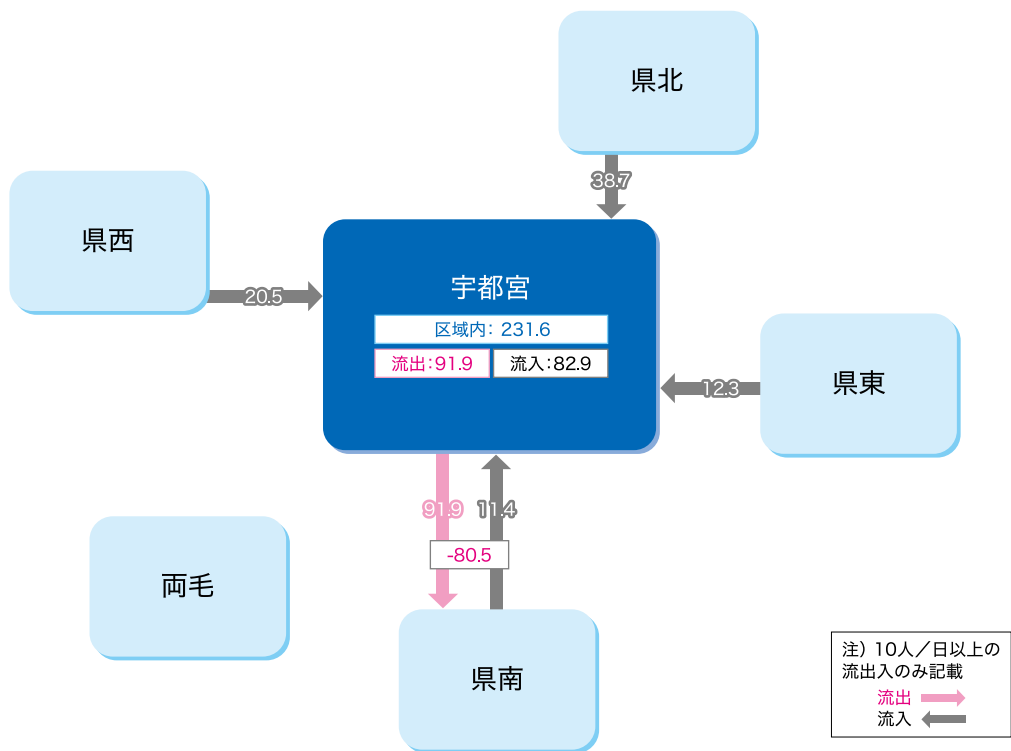 県北
38.7
県西
20.5
宇都宮
区域内：231.6
流出：91.9
流入：82.9
12.3
県東
91.9
11.4
-80.5
両毛
県南
注）10人／日以上の
流出入のみ記載
流出
流入